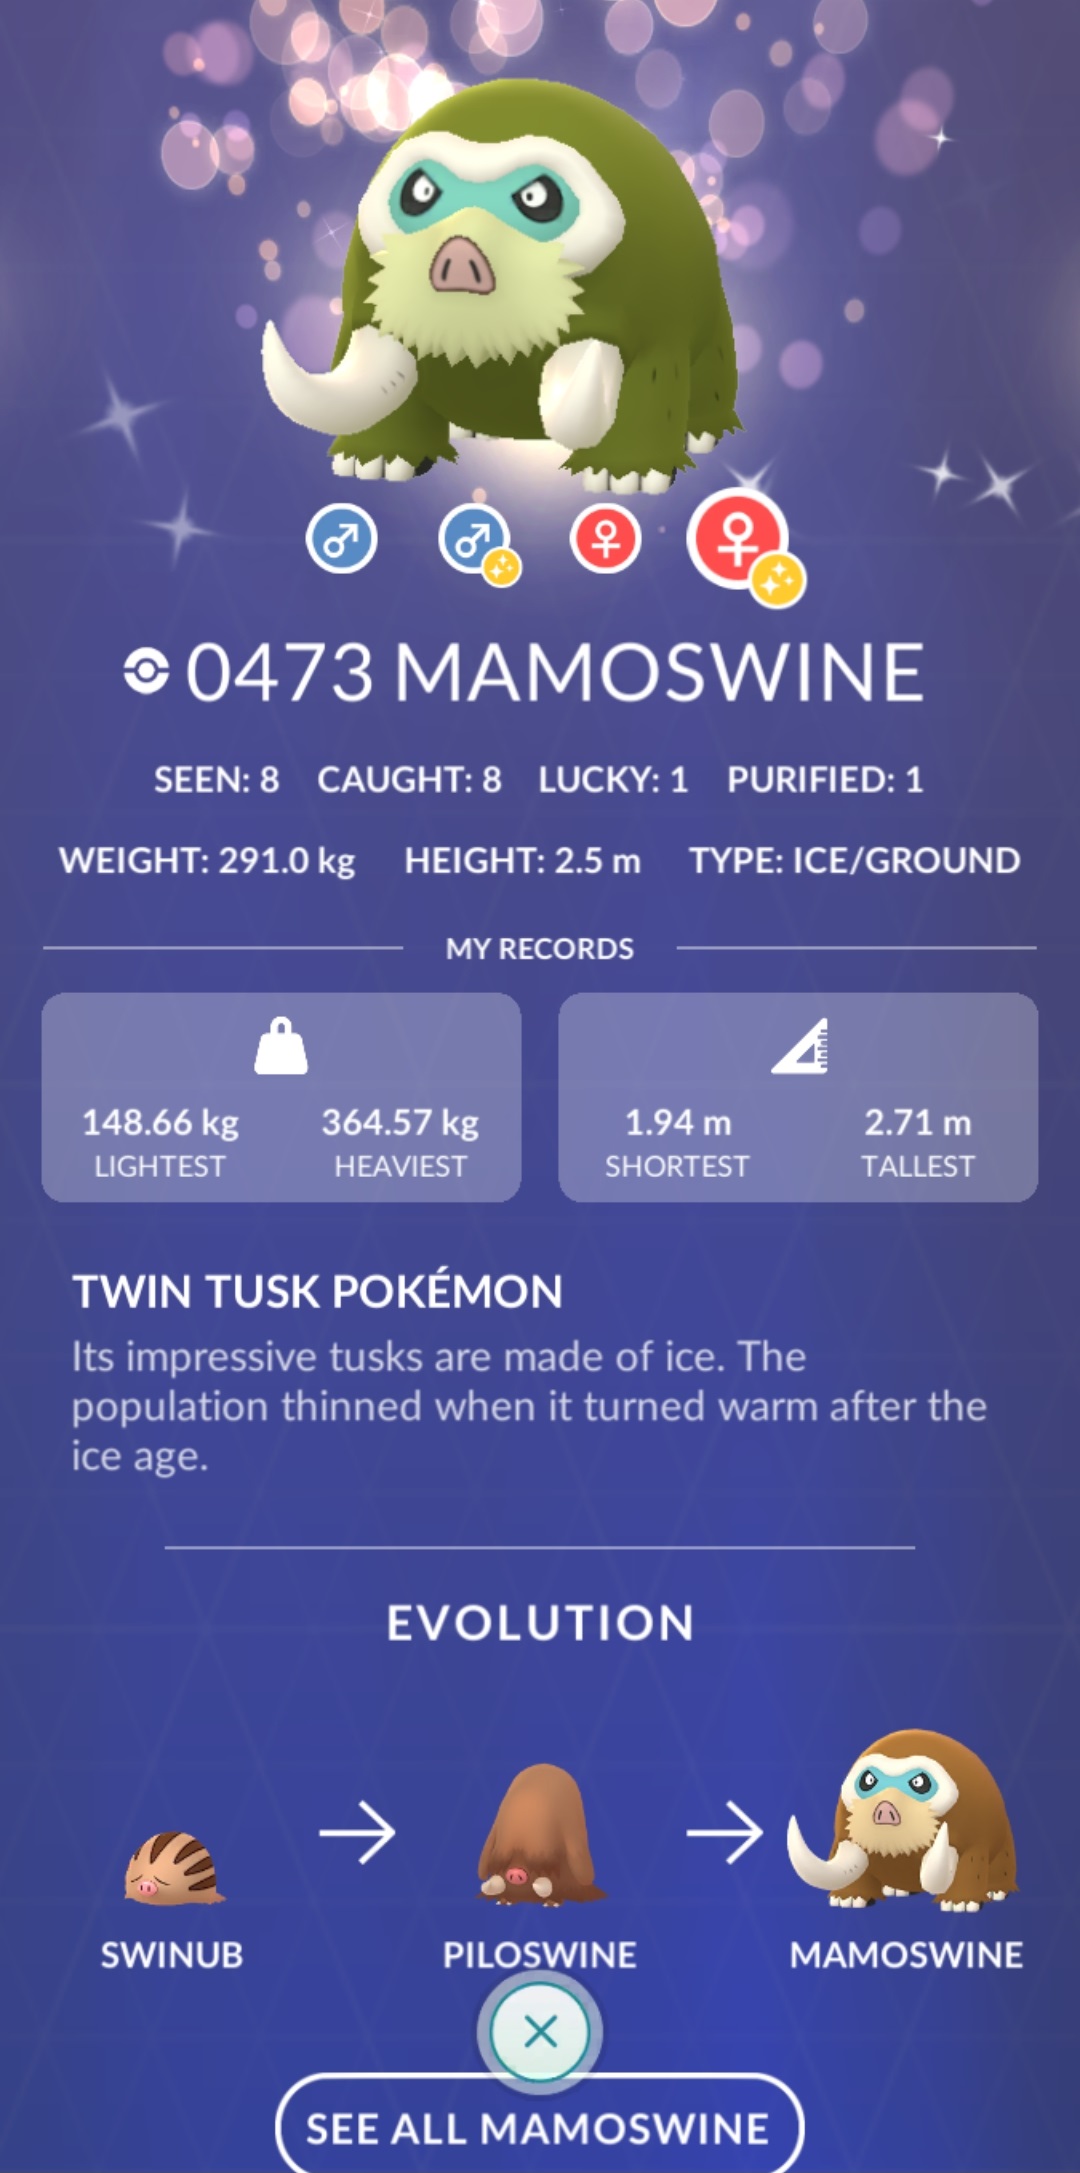 0473 MAMOSWINE
SEEN: 8 CAUGHT: 8 LUCKY: 1 PURIFIED: 1
WEIGHT: 291.0 kg HEIGHT: 2.5 m TYPE: ICE/GROUND
MY RECORDS
148.66 kg 364.57 kg 1.94 m 2.71 m
LIGHTEST HEAVIEST SHORTEST TALLEST
TWIN TUSK POKÉMON
Its impressive tusks are made of ice. The
population thinned when it turned warm after the
ice age.
EVOLUTION
SWINUB PILOSWINE MAMOSWINE
SEE ALL MAMOSWINE